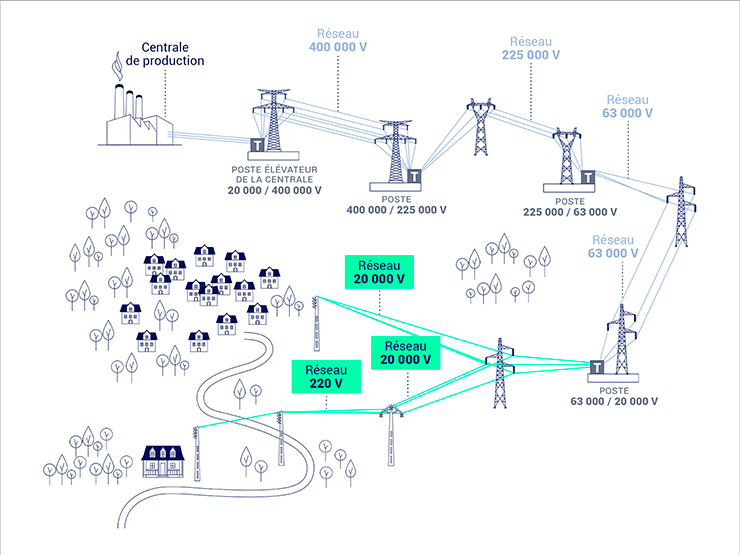 Centrale
de production
Réseau
400 000 V
Réseau
225 000 V
Réseau
63 000 V
T
POSTE ÉLÉVATEUR
DE LA CENTRALE
20 000 / 400 000 V
T
POSTE
400 000 / 225 000 V
T
POSTE
225 000 / 63 000 V
Réseau
63 000 V
Réseau
20 000 V
Réseau
20 000 V
Réseau
220 V
T
POSTE
63 000 / 20 000 V